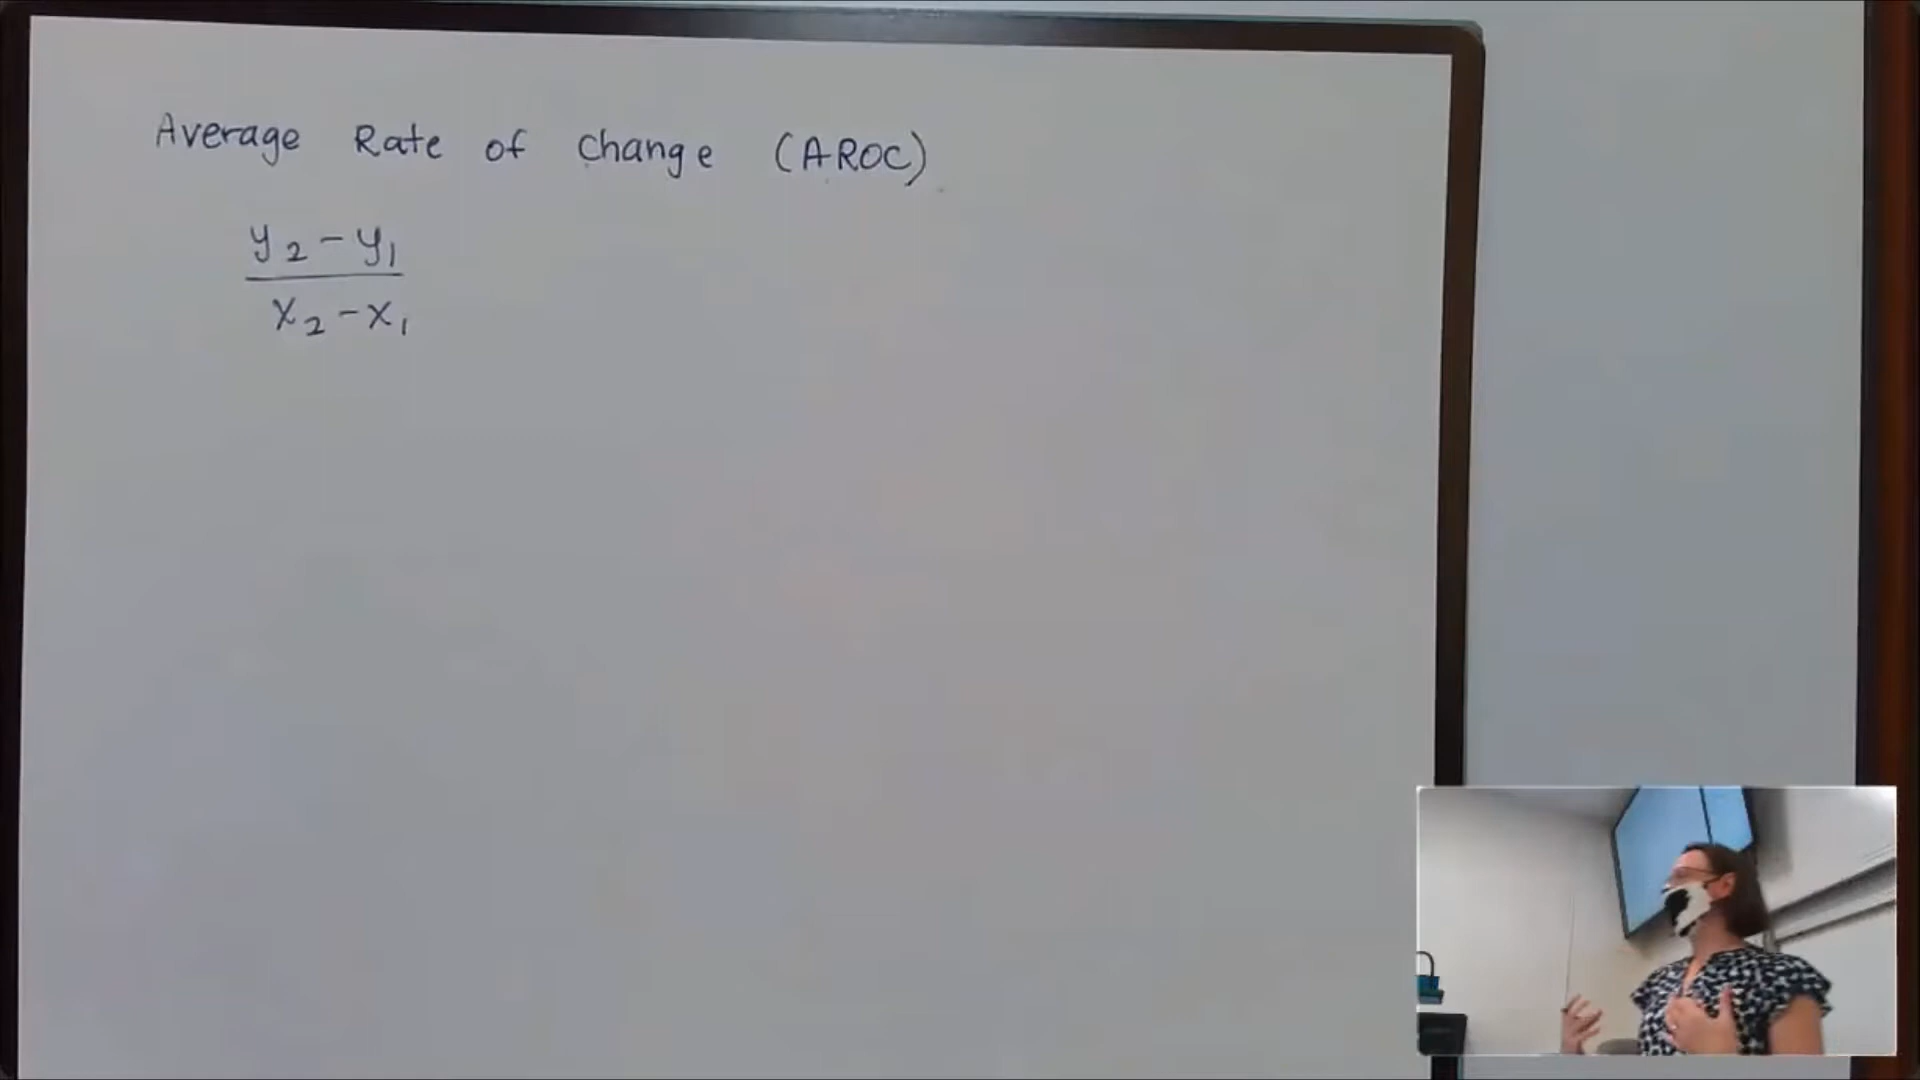 Average Rate of Change (AROC)
y₂ - y₁
x₂ - x₁